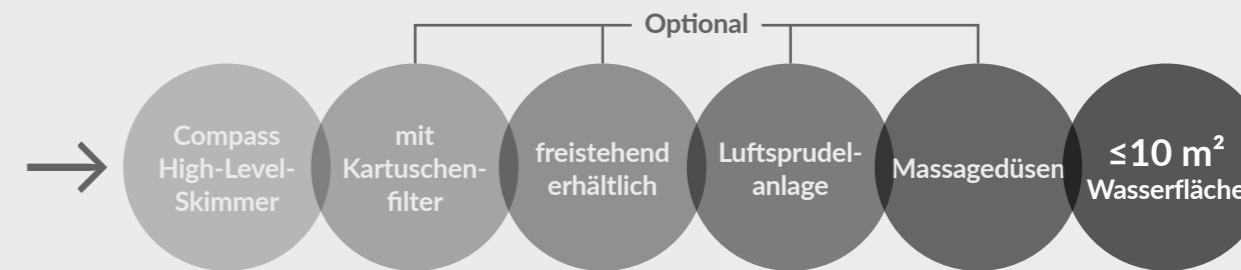 Optional
Compass
High-Level-
Skimmer
mit
Kartuschen-
filter
freistehend
erhältlich
Luftsprudel-
anlage
Massagedüsen
≤10 m²
Wasserfläche